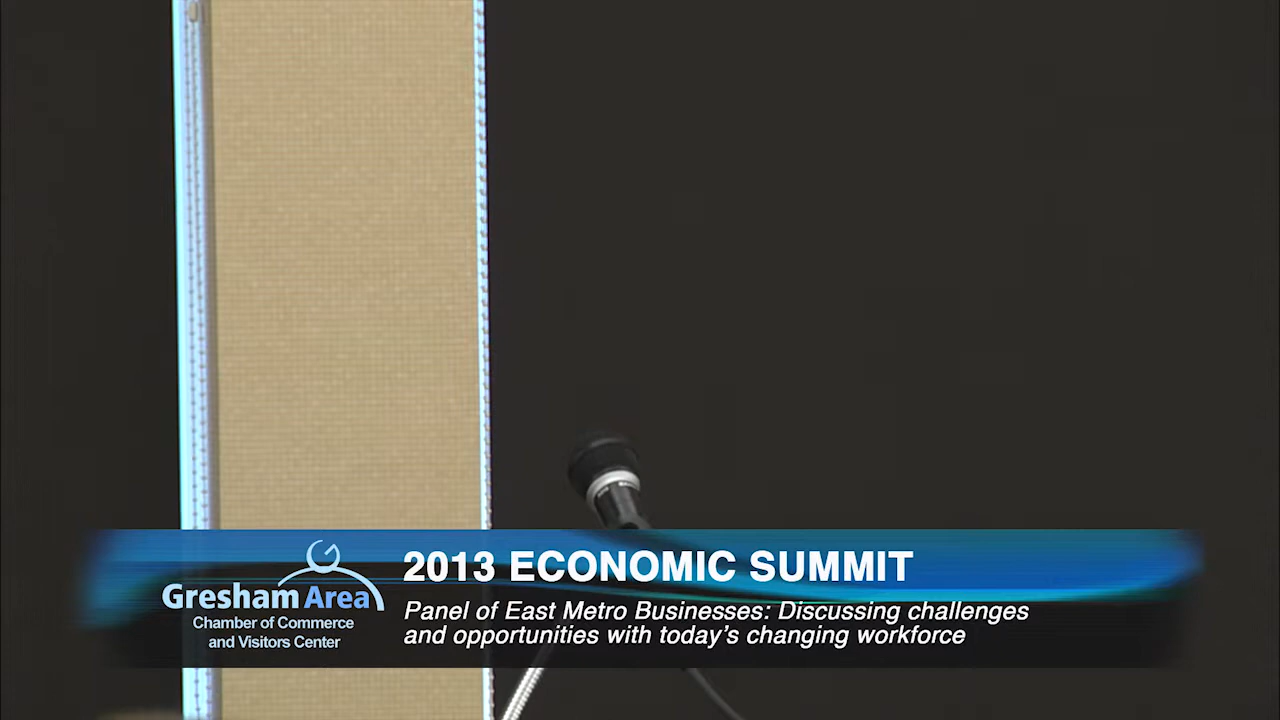 2013 ECONOMIC SUMMIT
Gresham Area
Chamber of Commerce
and Visitors Center
Panel of East Metro Businesses: Discussing challenges
and opportunities with today's changing workforce